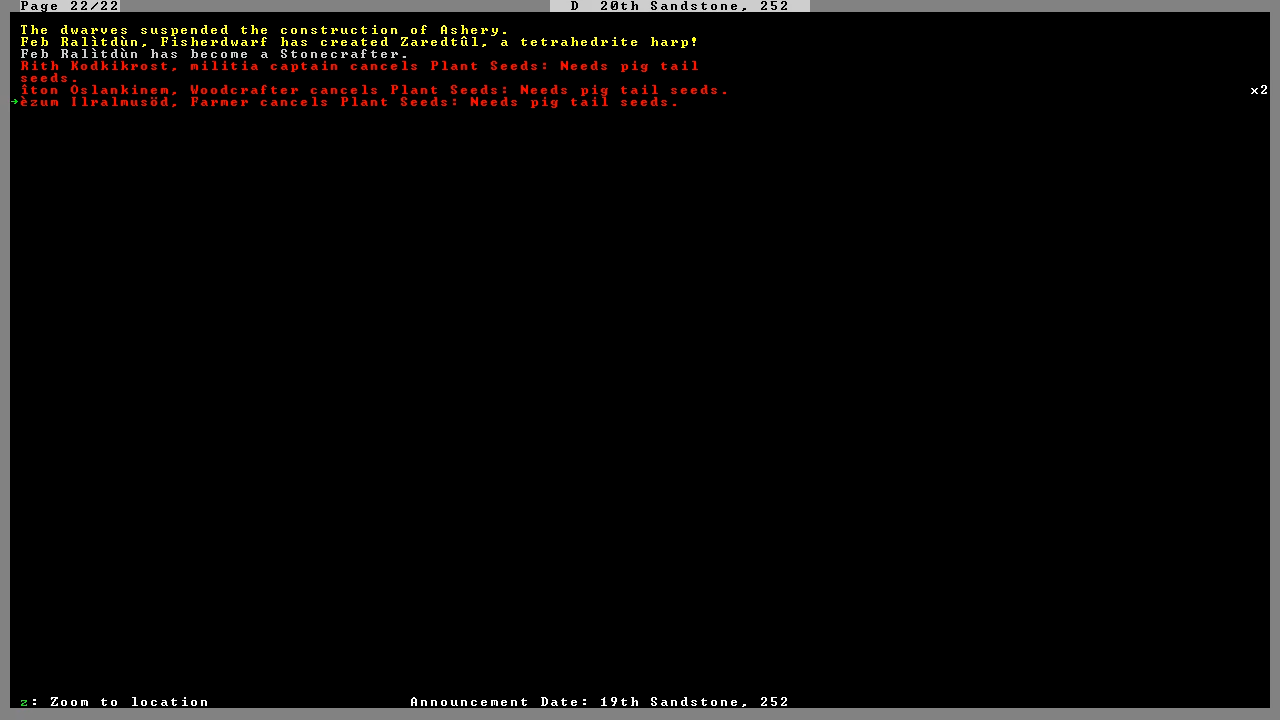 Page 22/22
D 20th Sandstone, 252
The dwarves suspended the construction of Ashery.
Feb Ralìtdùn, Fisherdwarf has created Zaredtûl, a tetrahedrite harp!
Feb Ralìtdùn has become a Stonecrafter.
Rith Kodkikrost, militia captain cancels Plant Seeds: Needs pig tail
seeds.
îton Oslankinem, Woodcrafter cancels Plant Seeds: Needs pig tail seeds. x2
èzum Ilralmusöd, Farmer cancels Plant Seeds: Needs pig tail seeds.
z: Zoom to location Announcement Date: 19th Sandstone, 252